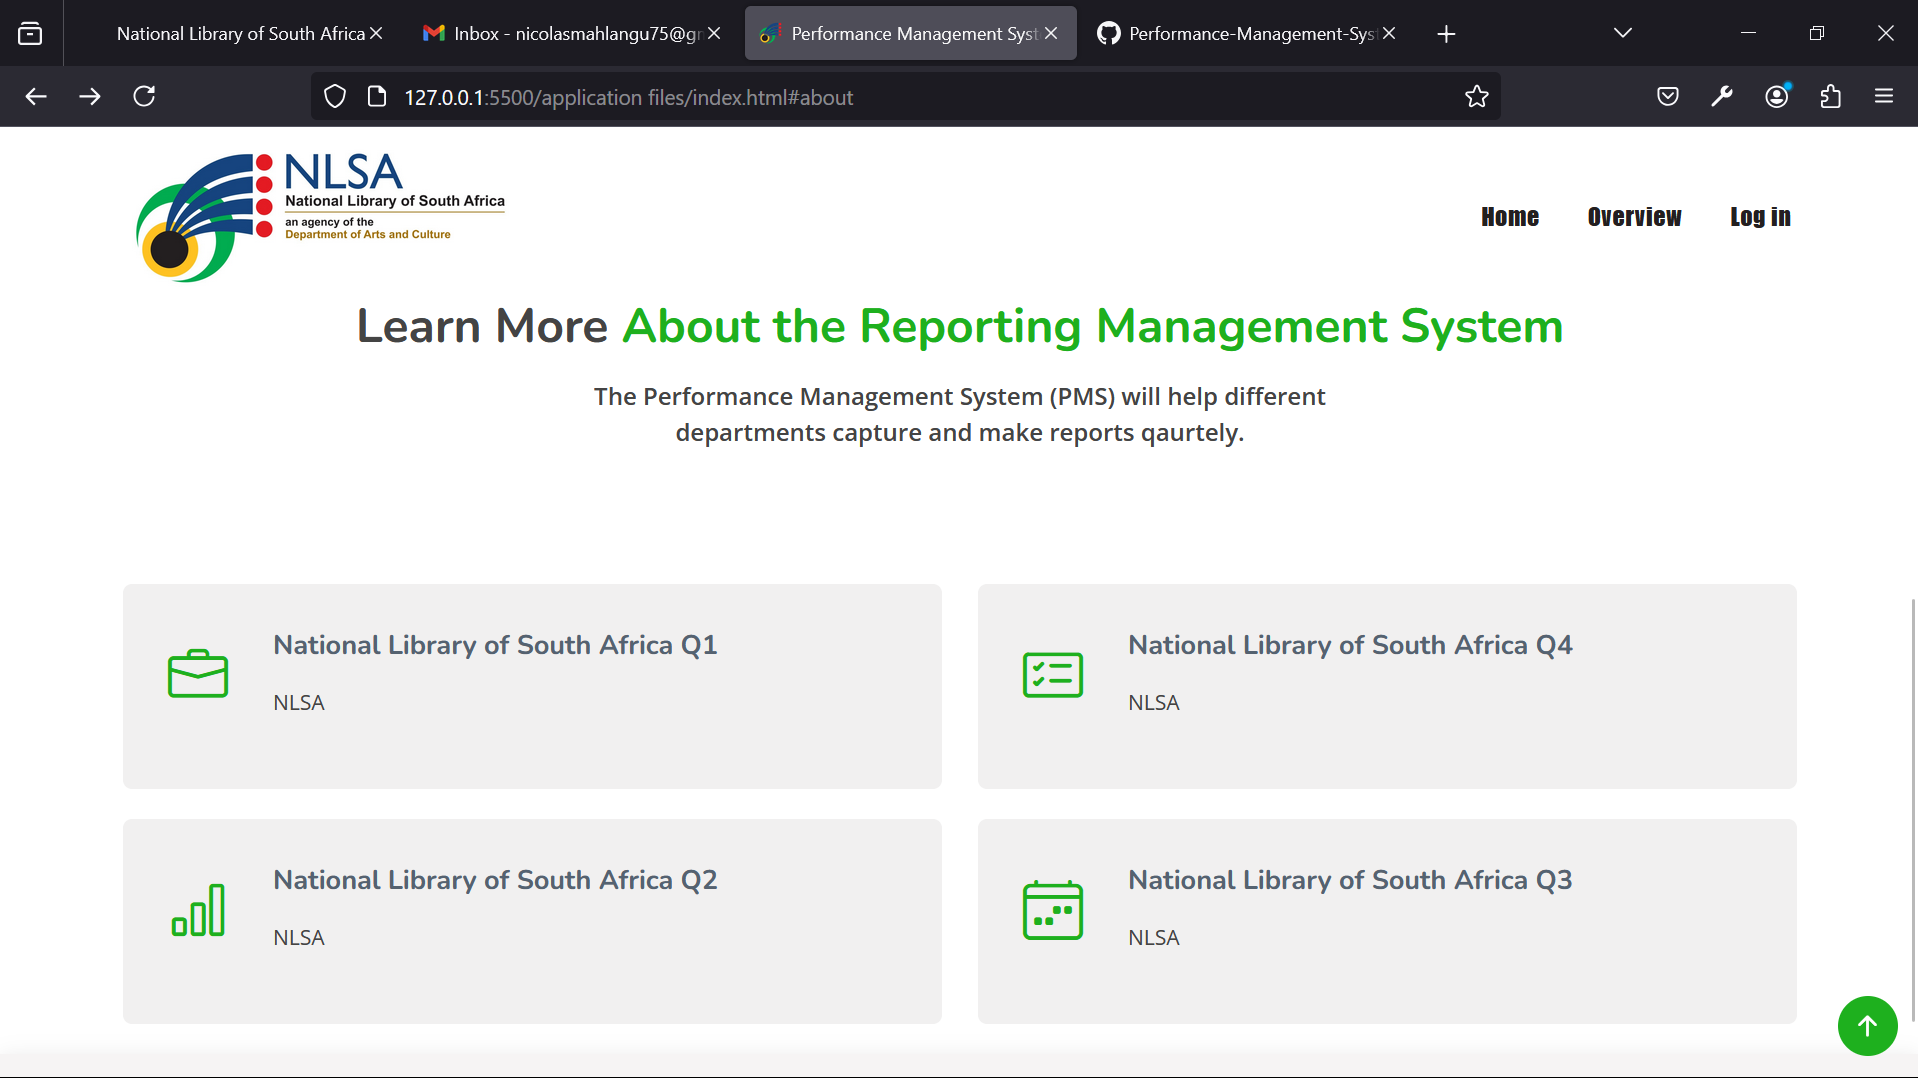 National Library of South Africa
Inbox - nicolasmahlangu75@gn
Performance Management Syst
Performance-Management-Syst
127.0.0.1:5500/application files/index.html#about
NLSA
National Library of South Africa
an agency of the
Department of Arts and Culture
Home
Overview
Log in
Learn More About the Reporting Management System
The Performance Management System (PMS) will help different
departments capture and make reports qaurtely.
National Library of South Africa Q1
NLSA
National Library of South Africa Q4
NLSA
National Library of South Africa Q2
NLSA
National Library of South Africa Q3
NLSA